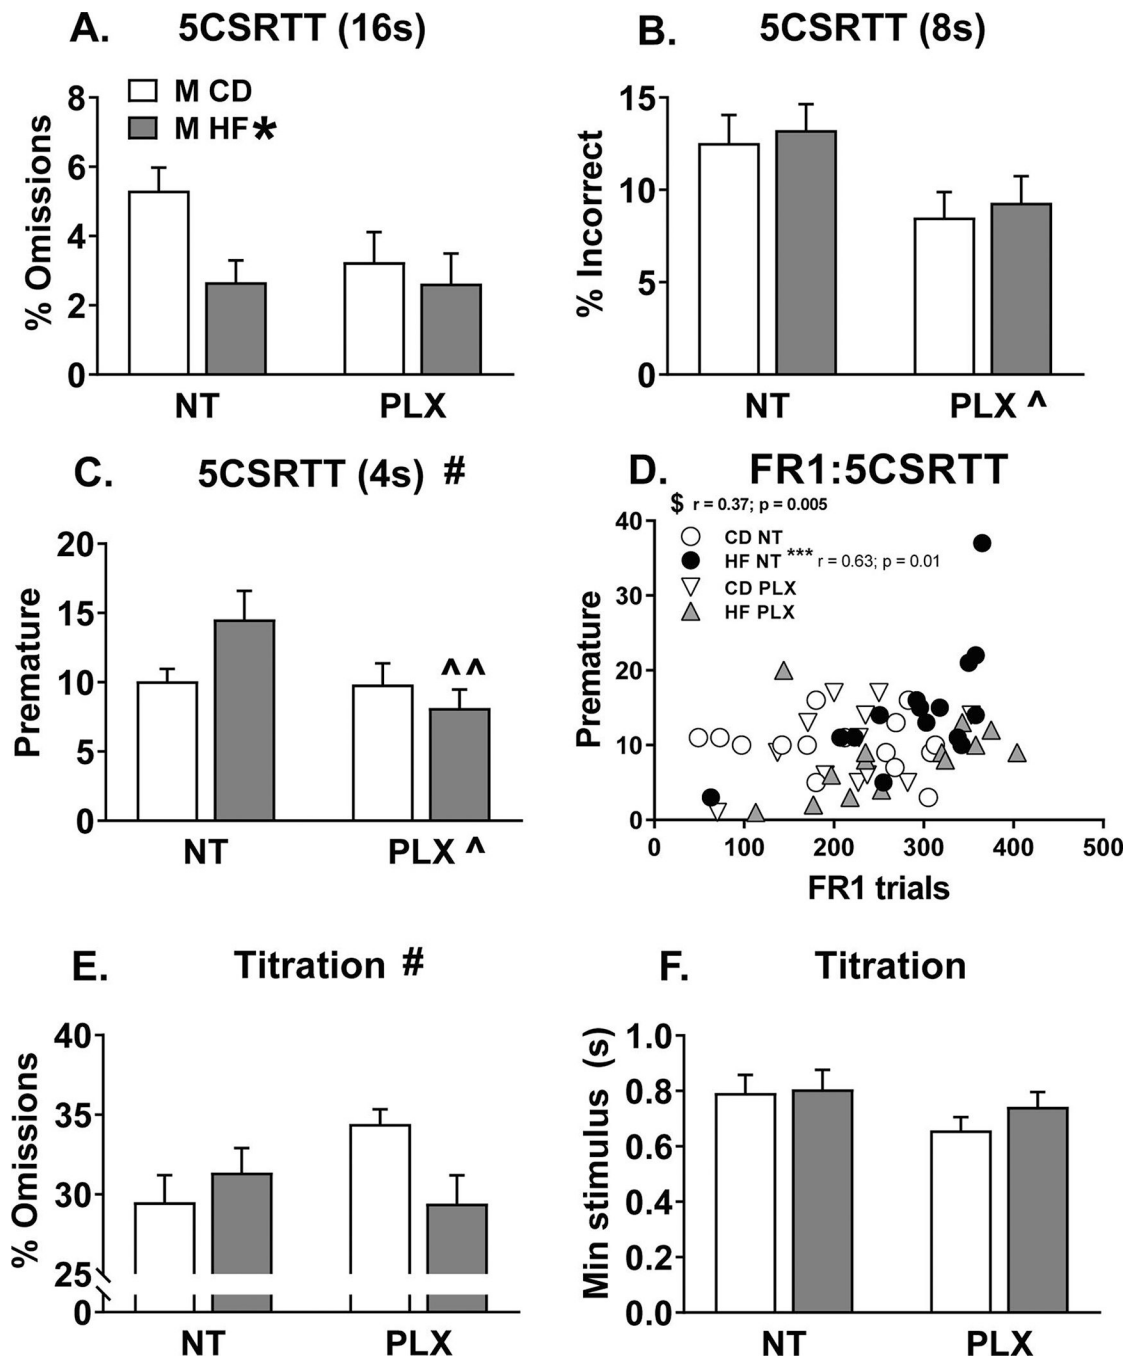 A. 5CSRTT (16s)
% Omissions
8
6
4
2
0
M CD
M HF*
NT PLX
B. 5CSRTT (8s)
% Incorrect
15
10
5
0
NT PLX ^
C. 5CSRTT (4s) #
Premature
20
15
10
5
0
^^
NT PLX ^
D. FR1:5CSRTT
$ r = 0.37; p = 0.005
Premature
40
30
20
10
0
CD NT
HF NT *** r = 0.63; p = 0.01
CD PLX
HF PLX
0 100 200 300 400 500
FR1 trials
E. Titration #
% Omissions
40
35
30
25
0
NT PLX
F. Titration
Min stimulus (s)
1.0
0.8
0.6
0.4
0.2
0.0
NT PLX